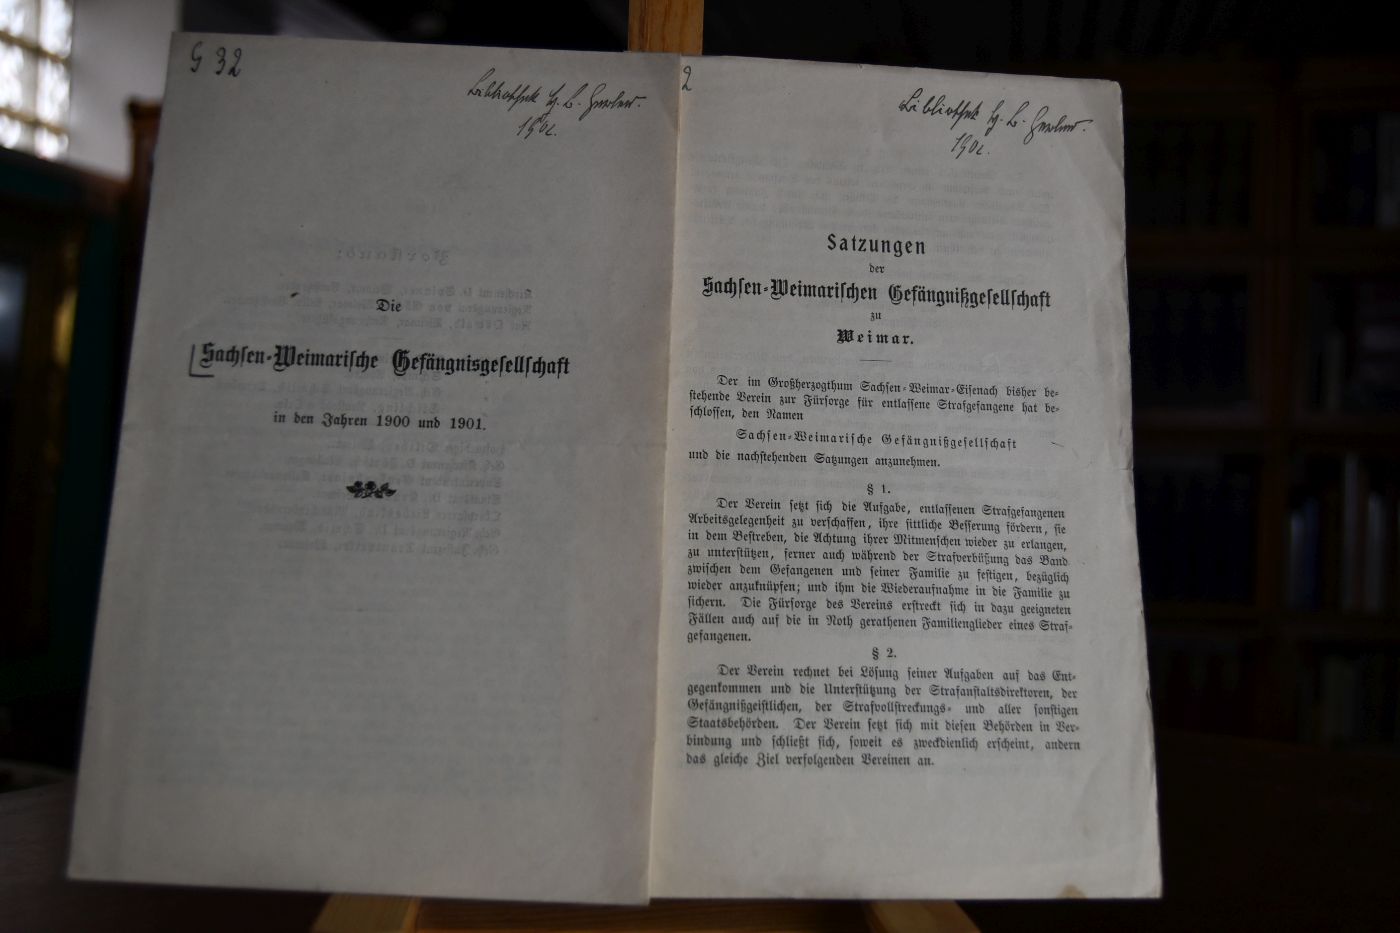 G 32
Bibliothek
1902.
Die
Sachsen-Weimarische Gefängnisgesellschaft
in den Jahren 1900 und 1901.
2
Bibliothek
1902.
Satzungen
der
Sachsen-Weimarischen Gefängnißgesellschaft
zu
Weimar.
Der im Großherzogthum Sachsen-Weimar-Eisenach bisher be-
stehende Verein zur Fürsorge für entlassene Strafgefangene hat be-
schlossen, den Namen
Sachsen-Weimarische Gefängnißgesellschaft
und die nachstehenden Satzungen anzunehmen.
§ 1.
Der Verein setzt sich die Aufgabe, entlassenen Strafgefangenen
Arbeitsgelegenheit zu verschaffen, ihre sittliche Besserung fördern, sie
in dem Bestreben, die Achtung ihrer Mitmenschen wieder zu erlangen,
zu unterstützen, ferner auch während der Strafverbüßung das Band
zwischen dem Gefangenen und seiner Familie zu festigen, bezüglich
wieder anzuknüpfen; und ihm die Wiederaufnahme in die Familie zu
sichern. Die Fürsorge des Vereins erstreckt sich in dazu geeigneten
Fällen auch auf die in Noth gerathenen Familienglieder eines Straf-
gefangenen.
§ 2.
Der Verein rechnet bei Lösung seiner Aufgaben auf das Ent-
gegenkommen und die Unterstützung der Strafanstaltsdirektoren, der
Gefängnißgeistlichen, der Strafvollstreckungs- und aller sonstigen
Staatsbehörden. Der Verein setzt sich mit diesen Behörden in Ver-
bindung und schließt sich, soweit es zweckdienlich erscheint, andern
das gleiche Ziel verfolgenden Vereinen an.